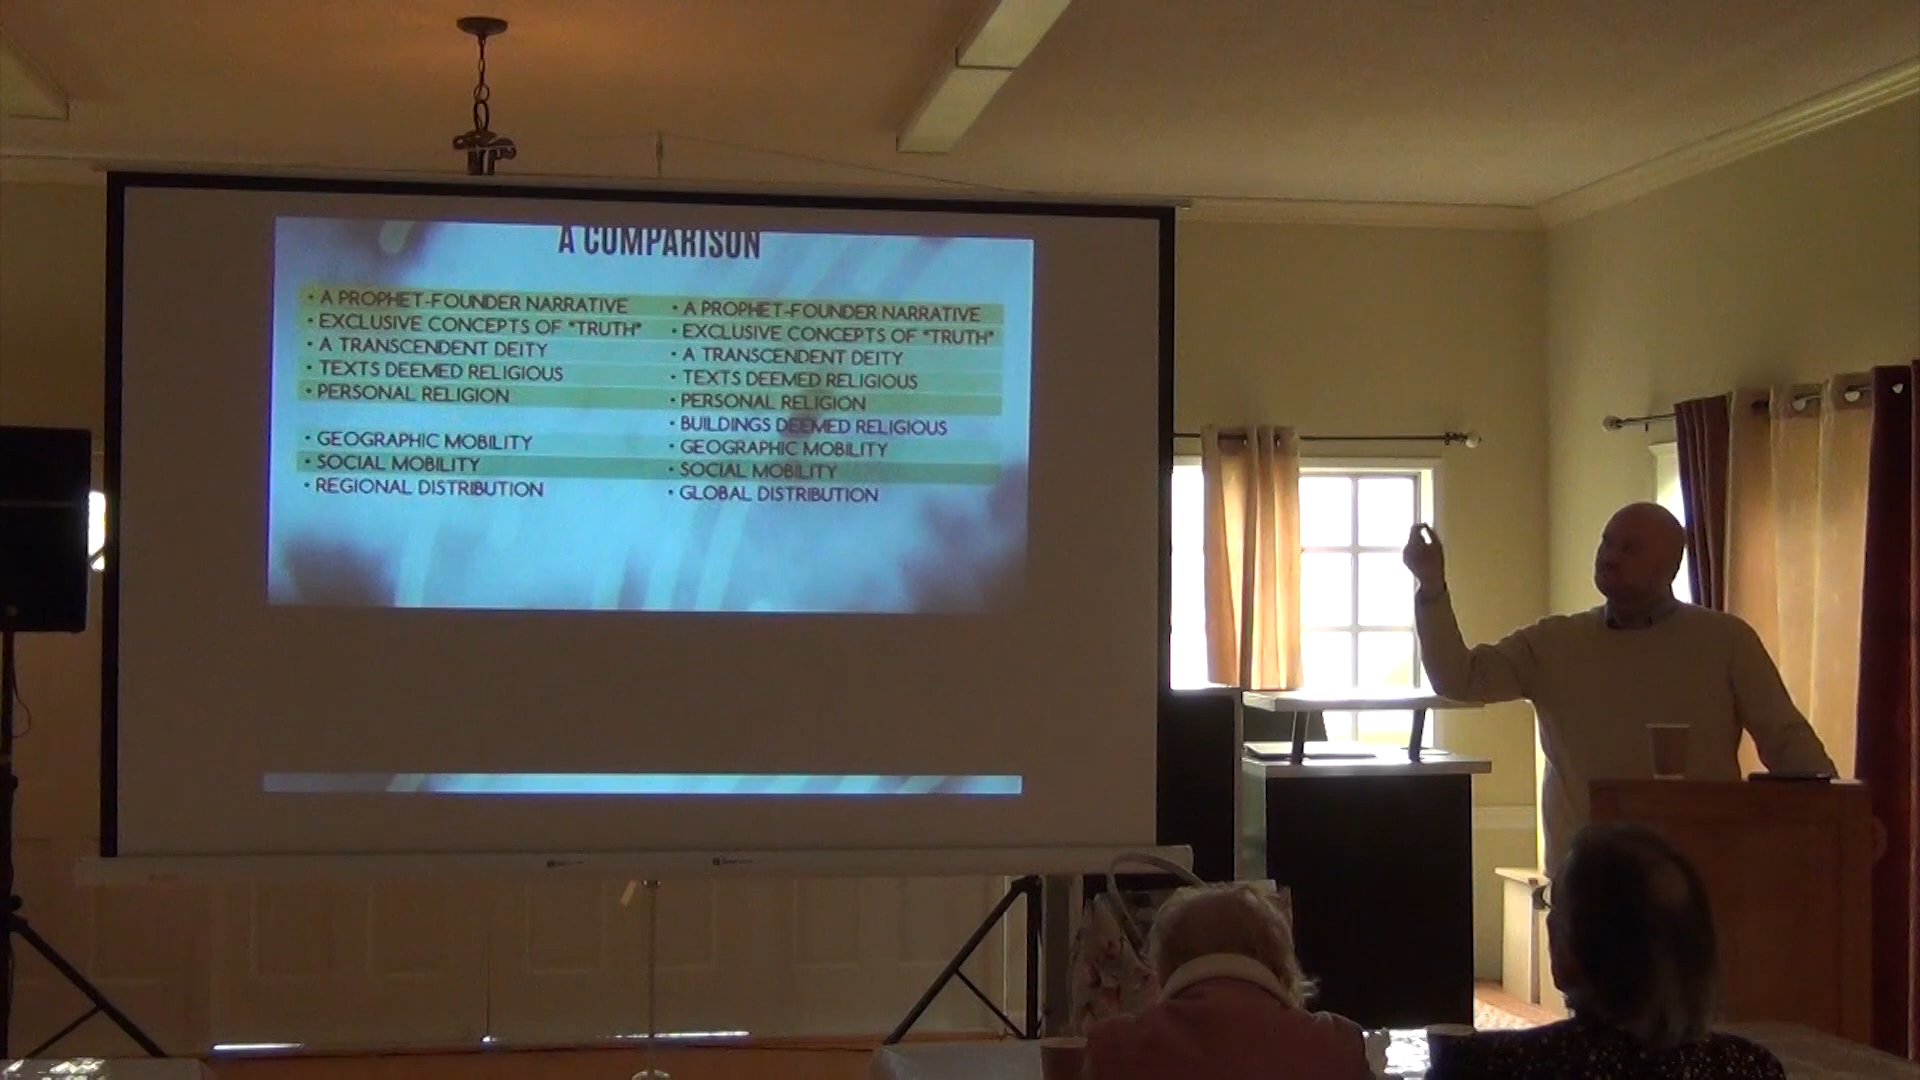 A COMPARISON
• A PROPHET-FOUNDER NARRATIVE
• EXCLUSIVE CONCEPTS OF "TRUTH"
• A TRANSCENDENT DEITY
• TEXTS DEEMED RELIGIOUS
• PERSONAL RELIGION
• GEOGRAPHIC MOBILITY
• SOCIAL MOBILITY
• REGIONAL DISTRIBUTION
• A PROPHET-FOUNDER NARRATIVE
• EXCLUSIVE CONCEPTS OF "TRUTH"
• A TRANSCENDENT DEITY
• TEXTS DEEMED RELIGIOUS
• PERSONAL RELIGION
• BUILDINGS DEEMED RELIGIOUS
• GEOGRAPHIC MOBILITY
• SOCIAL MOBILITY
• GLOBAL DISTRIBUTION